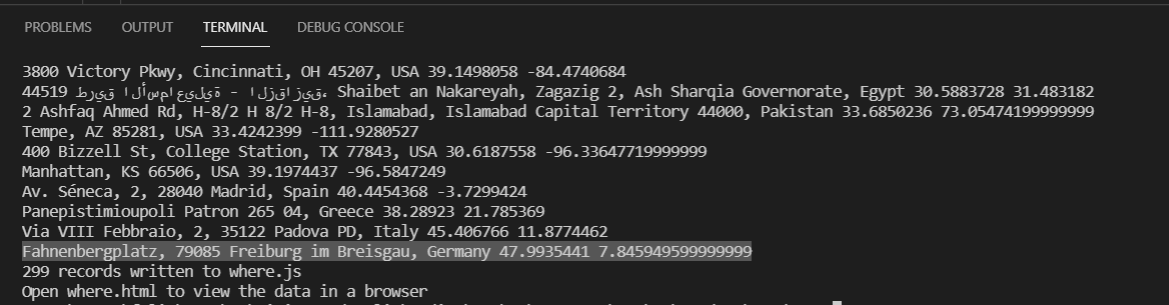 PROBLEMS OUTPUT TERMINAL DEBUG CONSOLE
3800 Victory Pkwy, Cincinnati, OH 45207, USA 39.1498058 -84.4740684
44519 طريق الأسماعيلية - الزقازيق، Shaibet an Nakareyah, Zagazig 2, Ash Sharqia Governorate, Egypt 30.5883728 31.483182
2 Ashfaq Ahmed Rd, H-8/2 H 8/2 H-8, Islamabad, Islamabad Capital Territory 44000, Pakistan 33.6850236 73.05474199999999
Tempe, AZ 85281, USA 33.4242399 -111.9280527
400 Bizzell St, College Station, TX 77843, USA 30.6187558 -96.33647719999999
Manhattan, KS 66506, USA 39.1974437 -96.5847249
Av. Séneca, 2, 28040 Madrid, Spain 40.4454368 -3.7299424
Panepistimioupoli Patron 265 04, Greece 38.28923 21.785369
Via VIII Febbraio, 2, 35122 Padova PD, Italy 45.406766 11.8774462
Fahnenbergplatz, 79085 Freiburg im Breisgau, Germany 47.9935441 7.845949599999999
299 records written to where.js
Open where.html to view the data in a browser